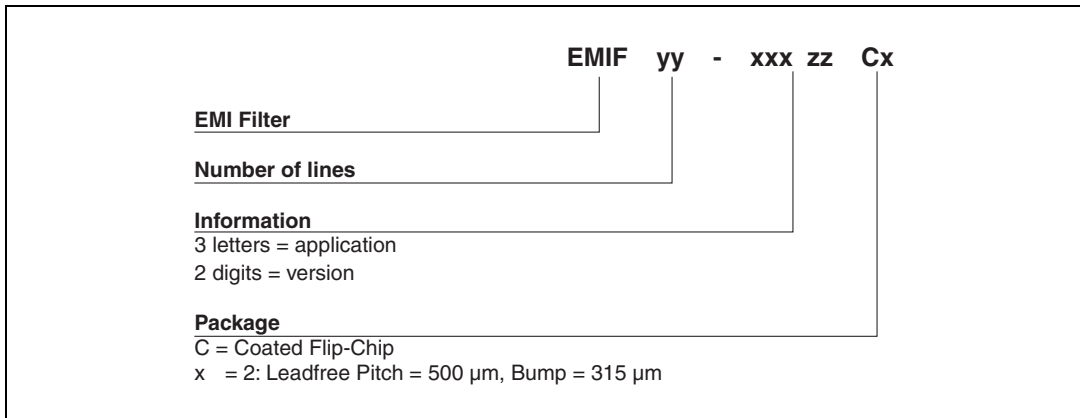 EMIF yy - xxx zz Cx
EMI Filter
Number of lines
Information
3 letters = application
2 digits = version
Package
C = Coated Flip-Chip
x = 2: Leadfree Pitch = 500 µm, Bump = 315 µm